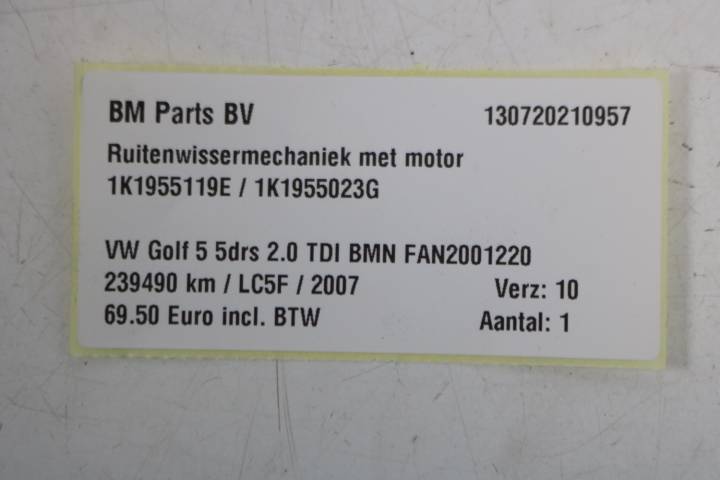 BM Parts BV 130720210957
Ruitenwissermechaniek met motor
1K1955119E / 1K1955023G
VW Golf 5 5drs 2.0 TDI BMN FAN2001220
239490 km / LC5F / 2007 Verz: 10
69.50 Euro incl. BTW Aantal: 1